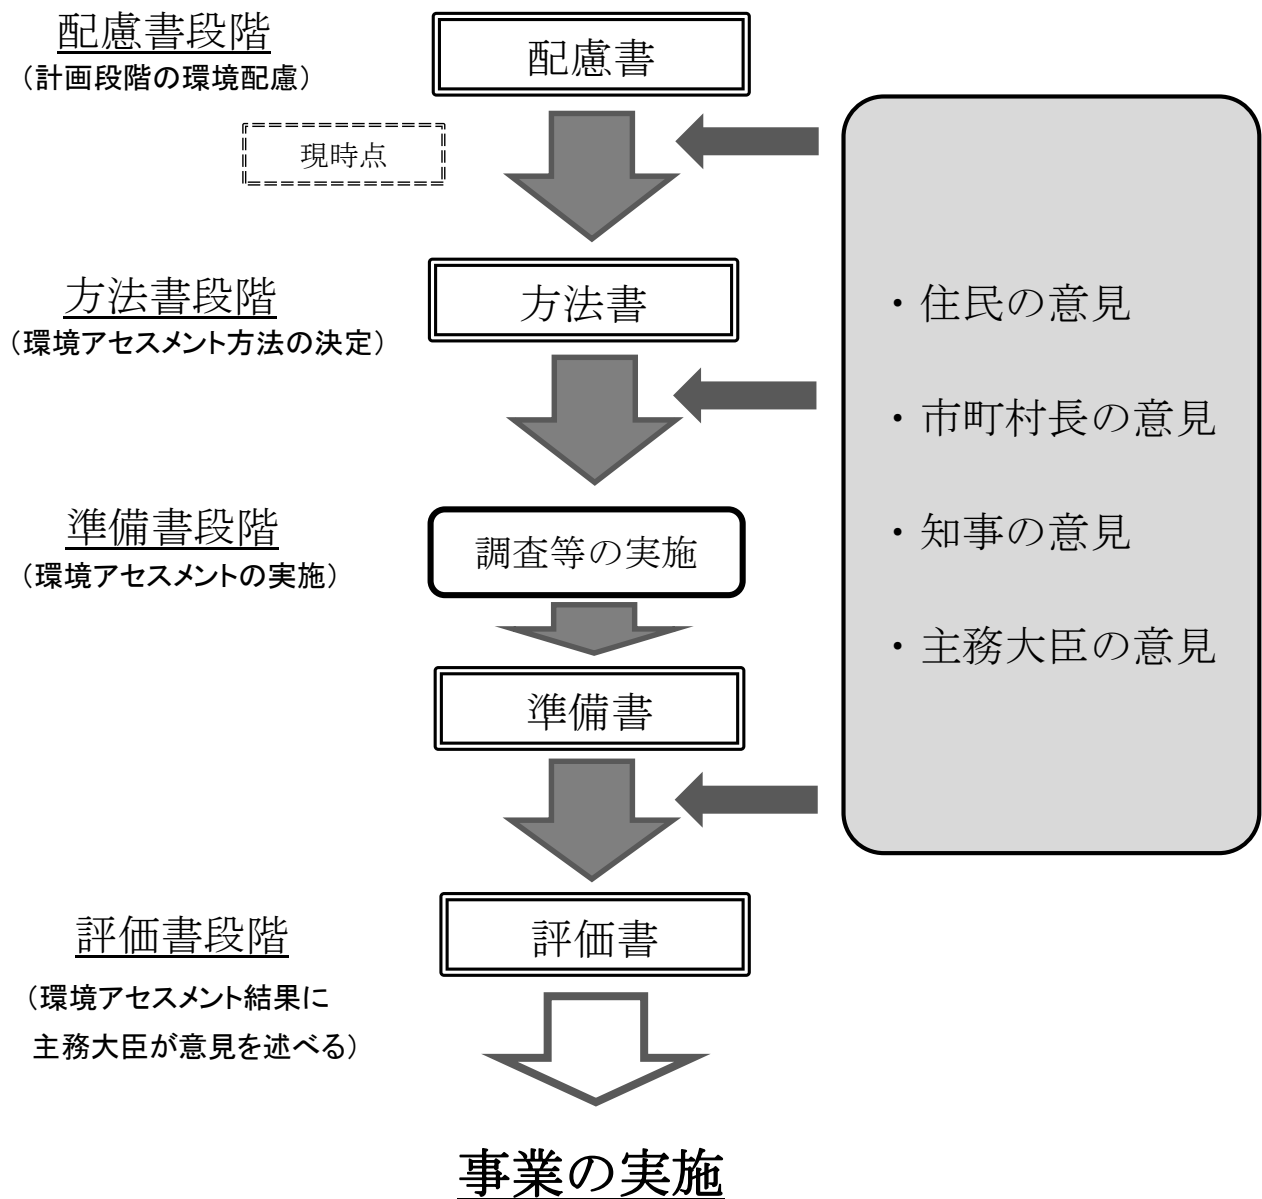 配慮書段階
（計画段階の環境配慮）
配慮書
現時点
方法書段階
（環境アセスメント方法の決定）
方法書
準備書段階
（環境アセスメントの実施）
調査等の実施
準備書
評価書段階
（環境アセスメント結果に
主務大臣が意見を述べる）
評価書
事業の実施
・住民の意見
・市町村長の意見
・知事の意見
・主務大臣の意見